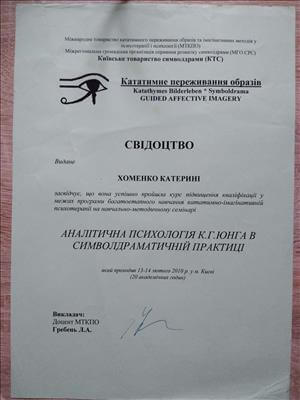 Міжнародне товариство кататимного переживання образів та імагінативних методів у
психотерапії і психології (МТКПО)
Міжрегіональна громадська організація сприяння розвитку символдрами (МГО СРС)
Київське товариство символдрами (КТС)
Кататимне переживання образів
Katathymes Bilderleben * Symboldrama
GUIDED AFFECTIVE IMAGERY
СВІДОЦТВО
Видане
ХОМЕНКО КАТЕРИНІ
засвідчує, що вона успішно пройшла курс підвищення кваліфікації у
межах програми багатоетапного навчання кататимно-імагінативній
психотерапії на навчально-методичному семінарі
АНАЛІТИЧНА ПСИХОЛОГІЯ К.Г.ЮНГА В
СИМВОЛДРАМАТИЧНІЙ ПРАКТИЦІ
який проходив 13-14 лютого 2010 р у м. Києві
(20 академічних годин)
Викладач:
Доцент МТКПО
Гребень Л.А.